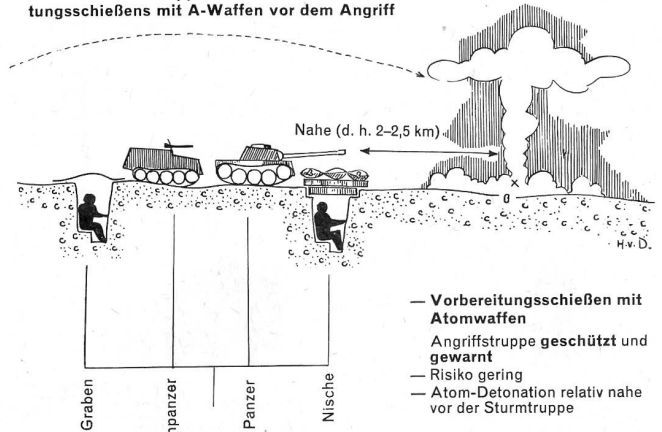 tungsschießens mit A-Waffen vor dem Angriff
Nahe (d. h. 2–2,5 km)
H.v.D.
— Vorbereitungsschießen mit
Atomwaffen
Angriffstruppe geschützt und
gewarnt
— Risiko gering
— Atom-Detonation relativ nahe
vor der Sturmtruppe
Graben
npanzer
Panzer
Nische